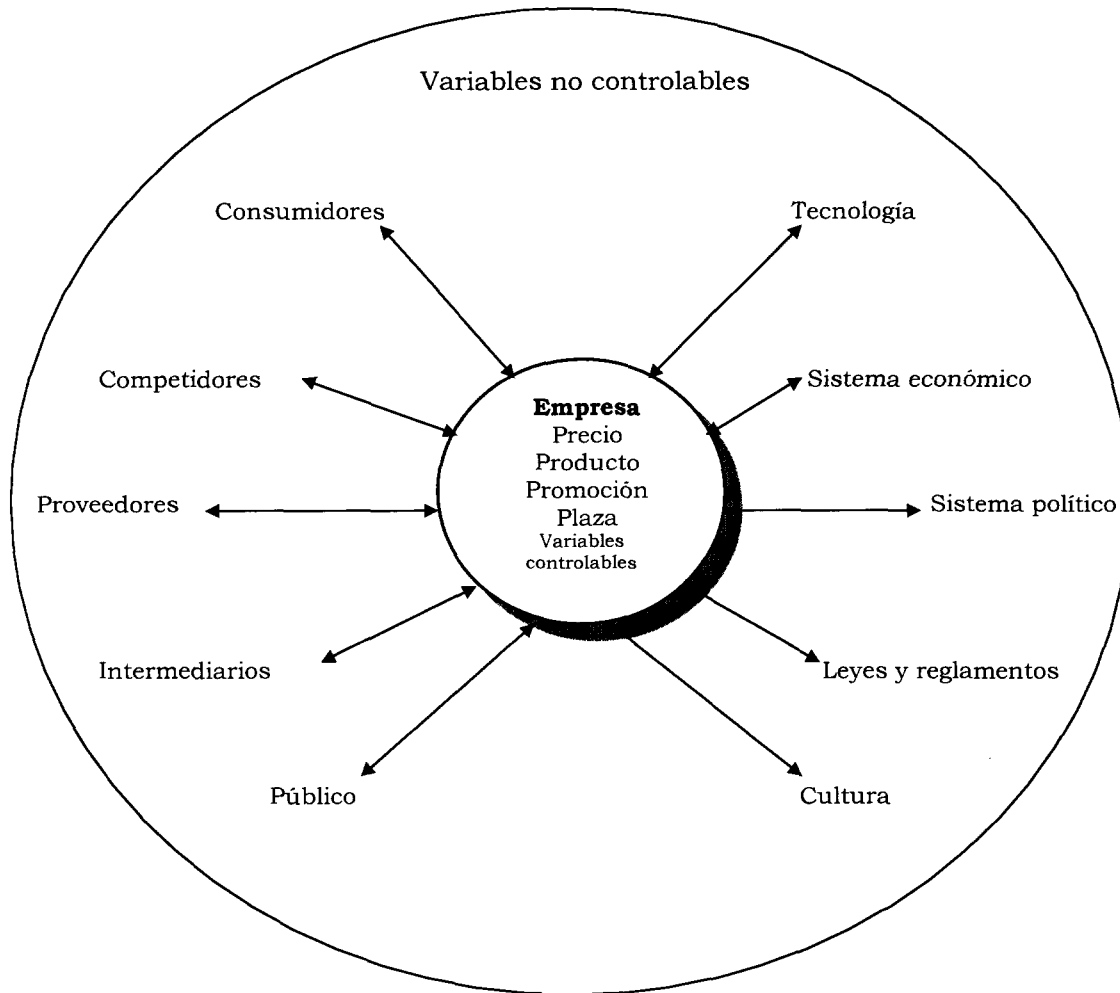 Variables no controlables
Consumidores
Tecnología
Competidores
Sistema económico
Empresa
Precio
Producto
Promoción
Plaza
Variables
controlables
Proveedores
Sistema político
Intermediarios
Leyes y reglamentos
Público
Cultura